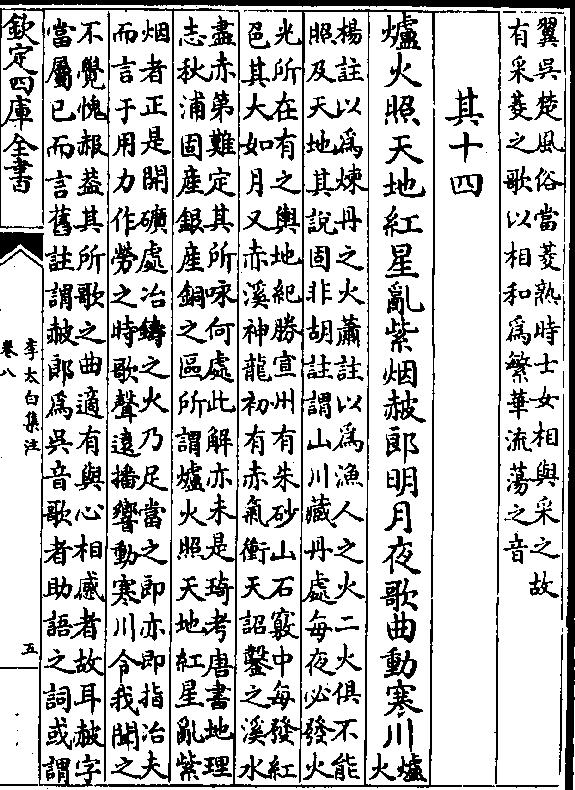 翼吳楚風俗當菱熟時士女相與采之故
有采菱之歌以相和為繁華流蕩之音
其十四
爐火照天地紅星亂紫烟赧郎明月夜歌曲動寒川爐火
楊註以為煉丹之火蕭註以為漁人之火二火俱不能
照及天地其說固非胡註謂山川藏丹處每夜必發火
光所在有之輿地紀勝宣州有朱砂山石竅中每發紅
色其大如月又赤溪神龍初有赤氣衝天詔鑿之溪水
盡赤第難定其所咏何處此解亦未是琦考唐書地理
志秋浦固產銀產銅之區所謂爐火照天地紅星亂紫
烟者正是開礦處冶鑄之火乃足當之郎亦即指冶夫
而言于用力作勞之時歌聲遠播響動寒川令我聞之
不覺愧赧葢其所歌之曲適有與心相感者故耳赧字
當屬已而言舊註謂赧郎為吳音歌者助語之詞或謂
欽定四庫全書
李太白集注
卷八
五